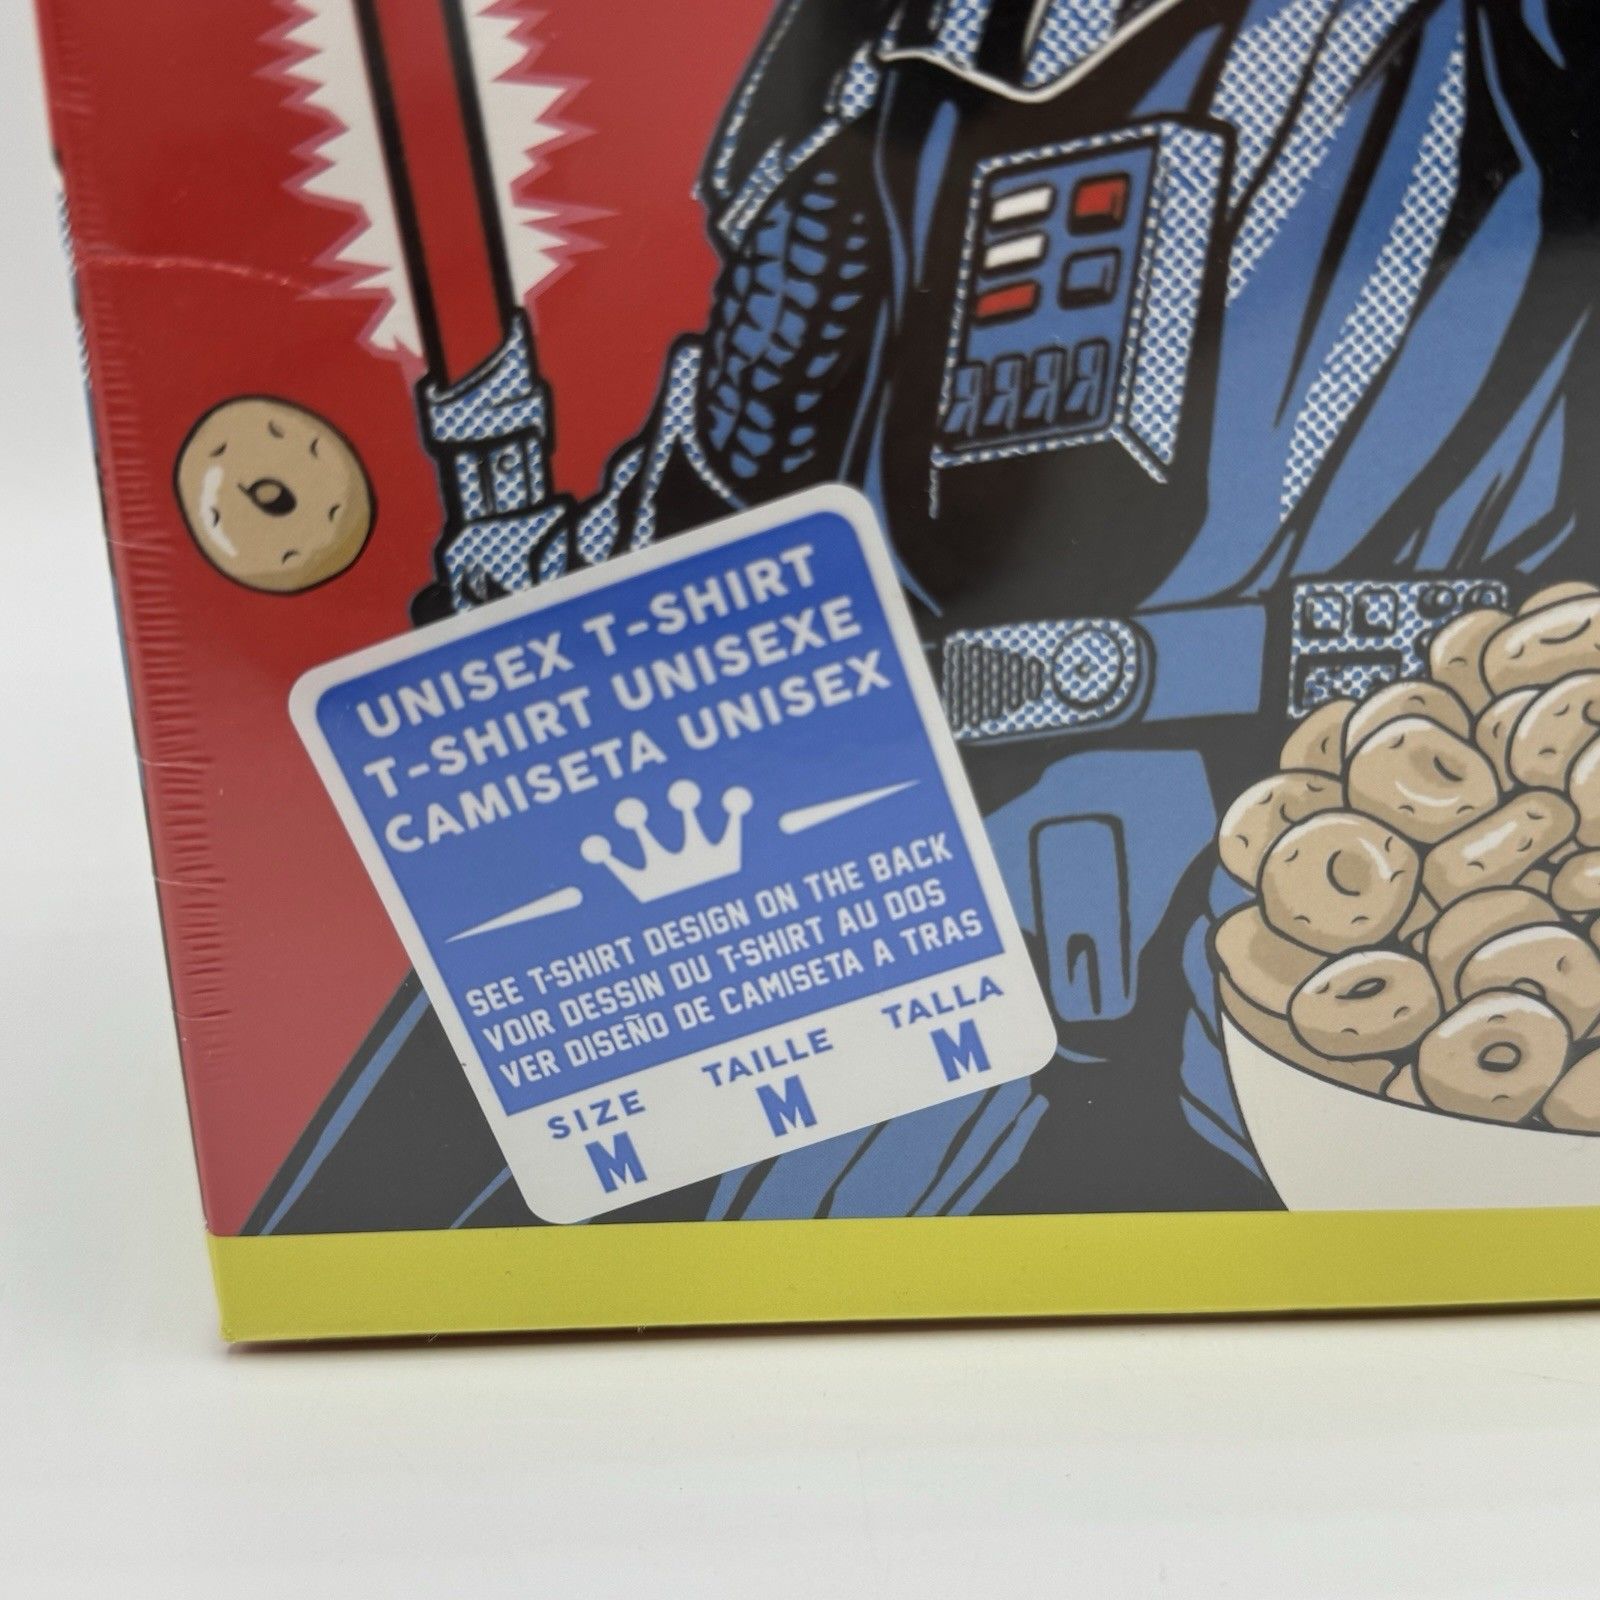 UNISEX T-SHIRT
T-SHIRT UNISEXE
CAMISETA UNISEX
SEE T-SHIRT DESIGN ON THE BACK
VOIR DESSIN DU T-SHIRT AU DOS
VER DISEÑO DE CAMISETA A TRAS
SIZE TAILLE TALLA
M M M